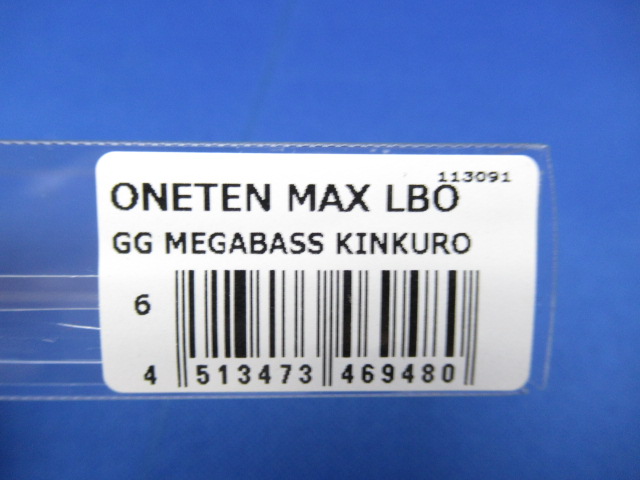 113091
ONETEN MAX LBO
GG MEGABASS KINKURO
6
4 513473 469480